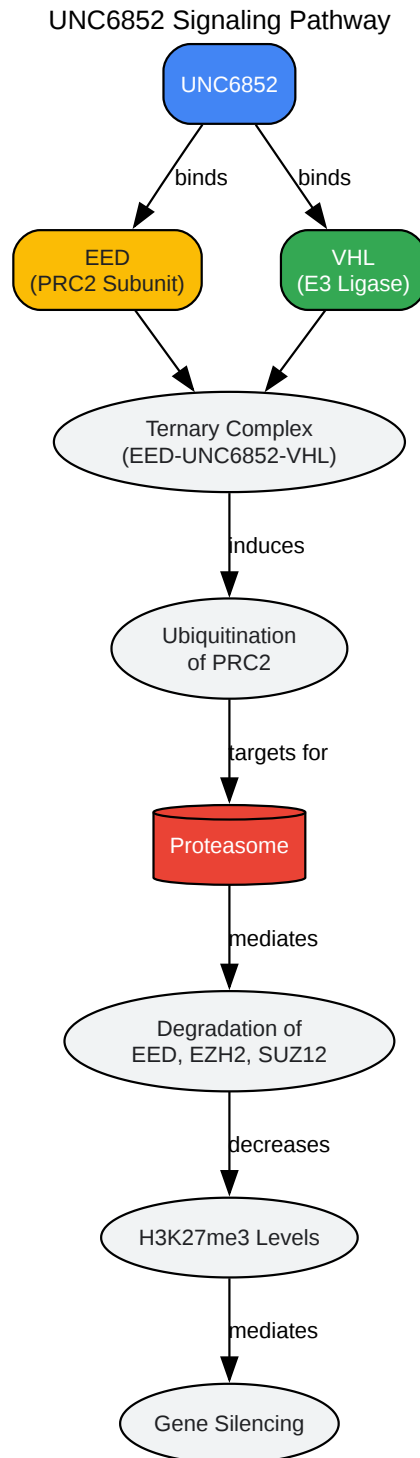 UNC6852 Signaling Pathway
UNC6852
binds
binds
EED
(PRC2 Subunit)
VHL
(E3 Ligase)
Ternary Complex
(EED-UNC6852-VHL)
induces
Ubiquitination
of PRC2
targets for
Proteasome
mediates
Degradation of
EED, EZH2, SUZ12
decreases
H3K27me3 Levels
mediates
Gene Silencing